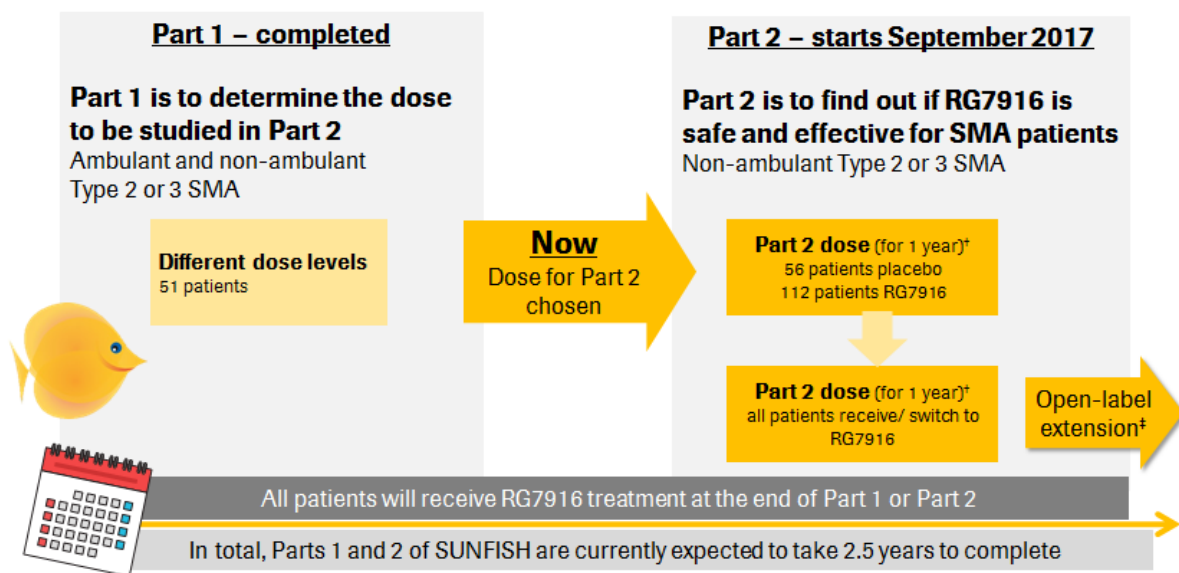 Part 1 – completed
Part 1 is to determine the dose
to be studied in Part 2
Ambulant and non-ambulant
Type 2 or 3 SMA
Different dose levels
51 patients
Now
Dose for Part 2
chosen
Part 2 – starts September 2017
Part 2 is to find out if RG7916 is
safe and effective for SMA patients
Non-ambulant Type 2 or 3 SMA
Part 2 dose (for 1 year)†
56 patients placebo
112 patients RG7916
Part 2 dose (for 1 year)†
all patients receive/ switch to
RG7916
Open-label
extension‡
All patients will receive RG7916 treatment at the end of Part 1 or Part 2
In total, Parts 1 and 2 of SUNFISH are currently expected to take 2.5 years to complete